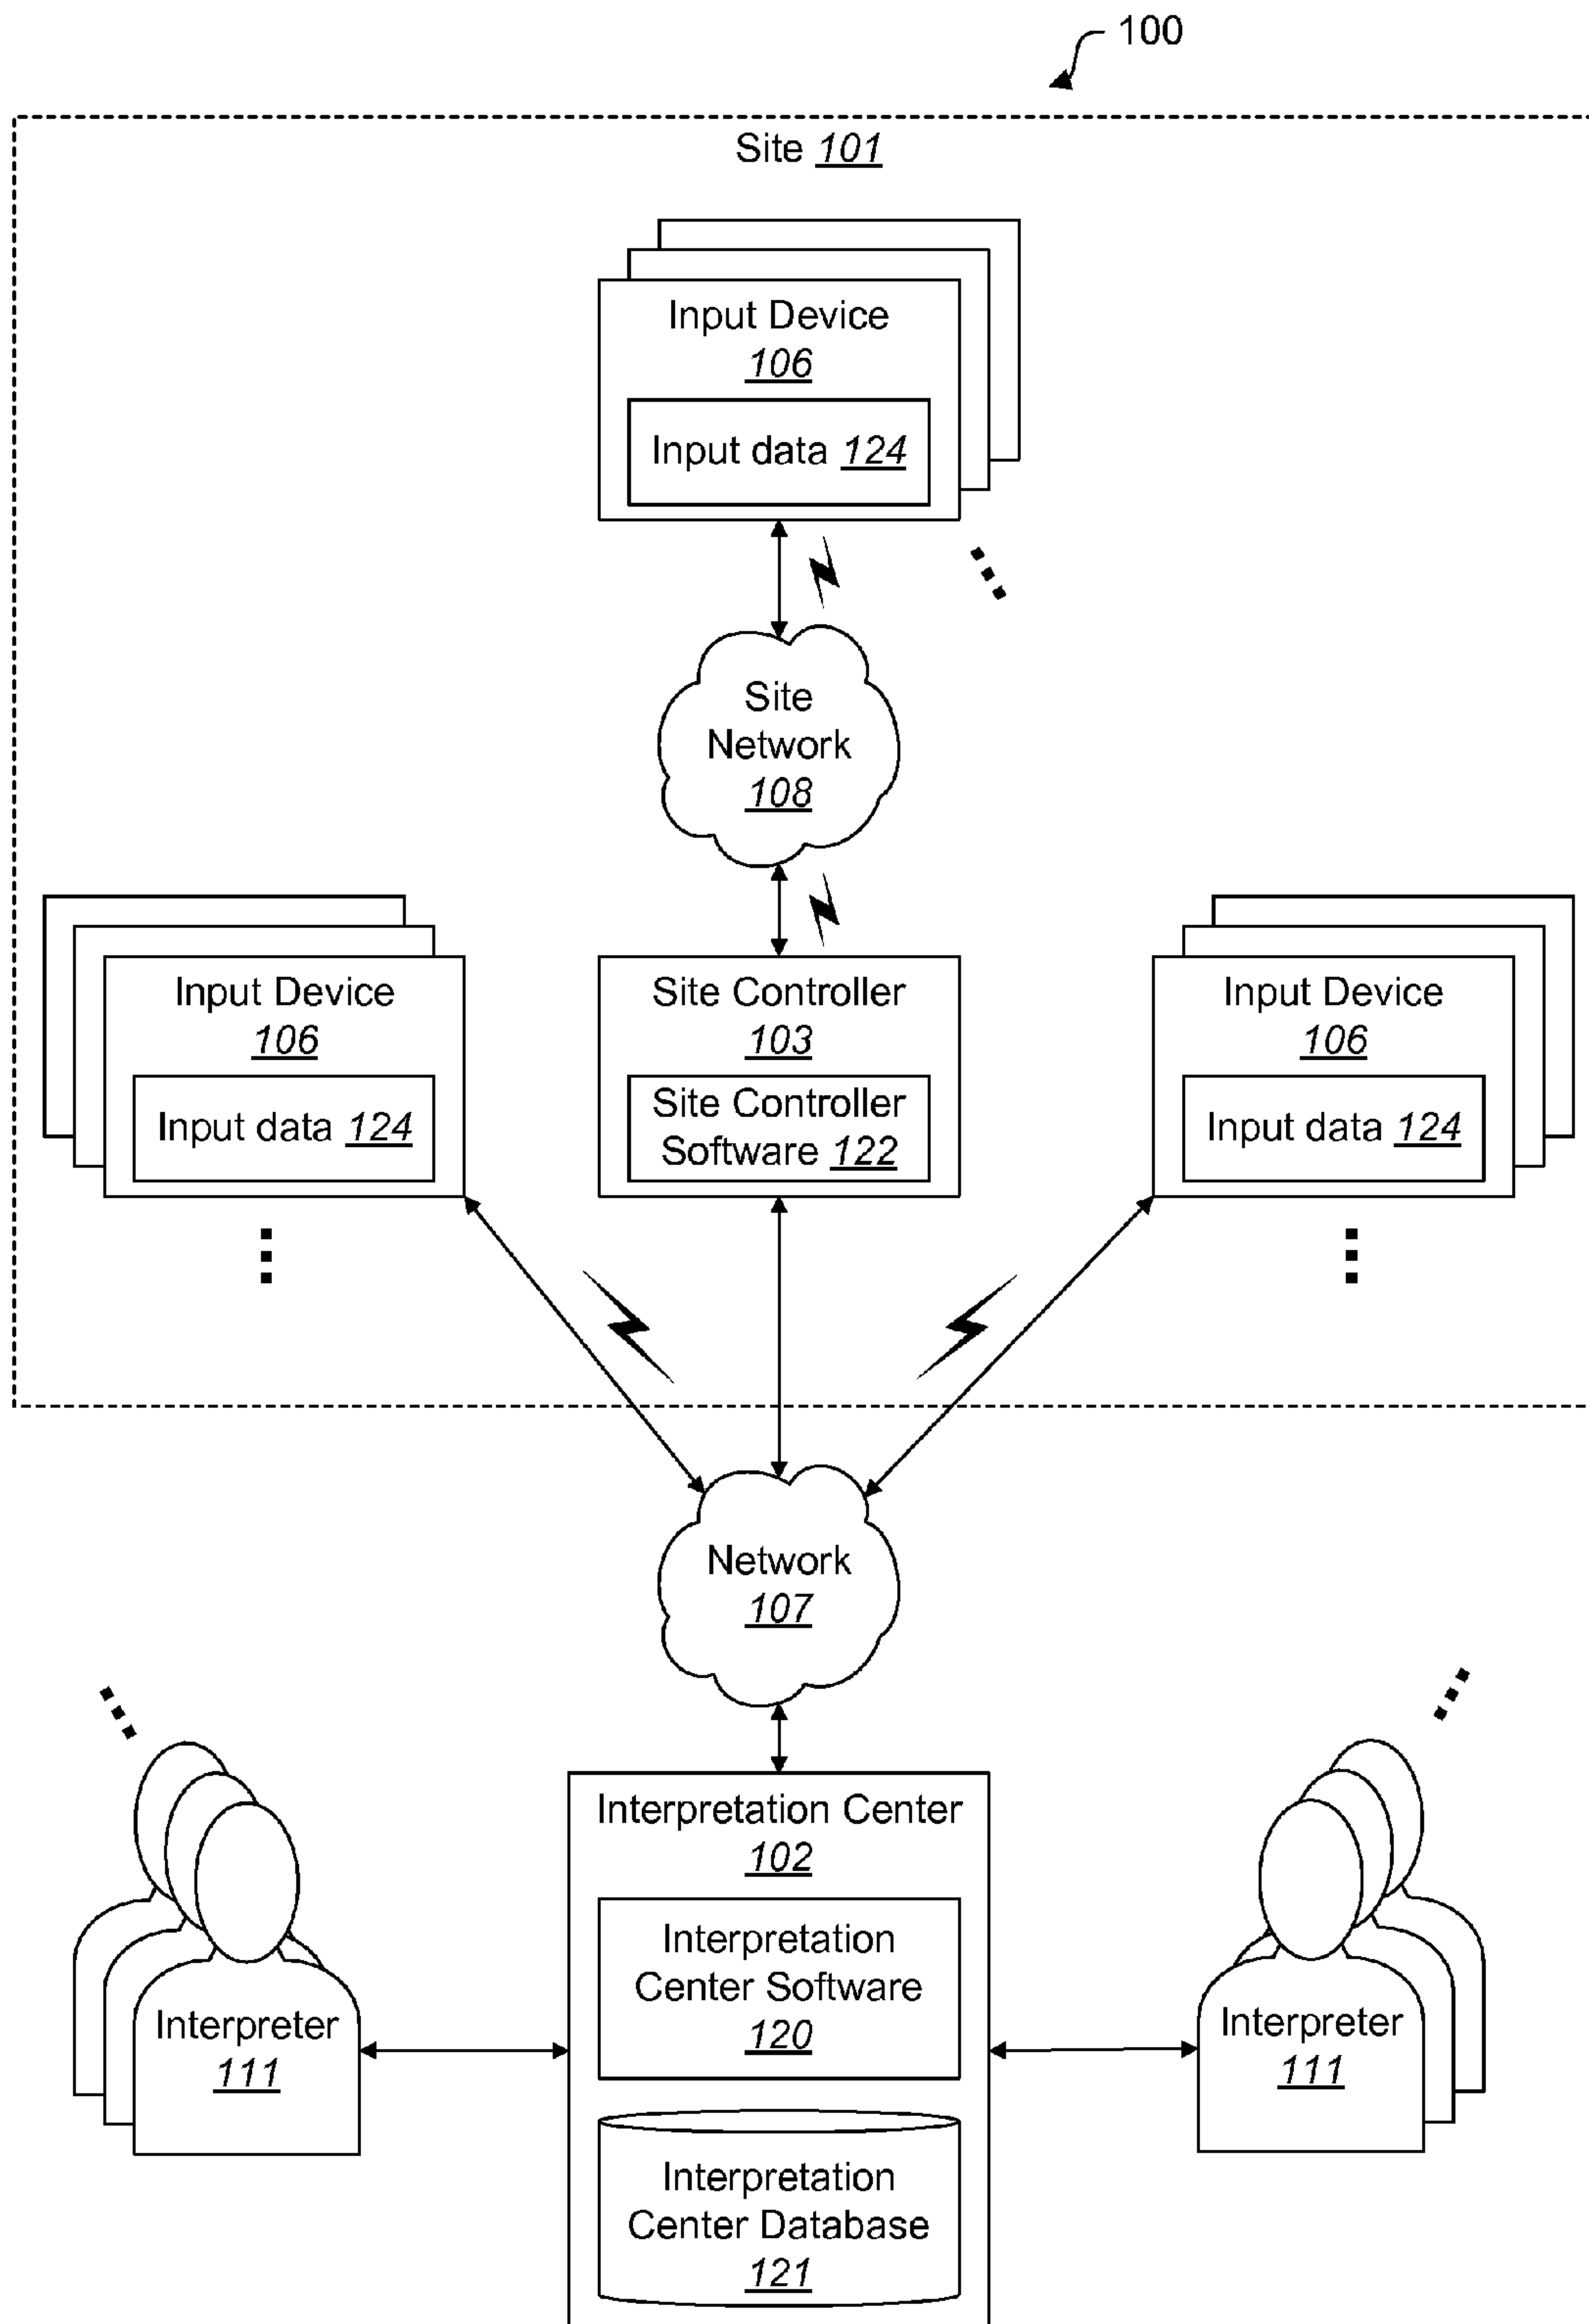 100
Site 101
Input Device
106
Input data 124
Site
Network
108
Input Device
106
Input data 124
Site Controller
103
Site Controller
Software 122
Input Device
106
Input data 124
Network
107
Interpretation Center
102
Interpretation
Center Software
120
Interpretation
Center Database
121
Interpreter
111
Interpreter
111